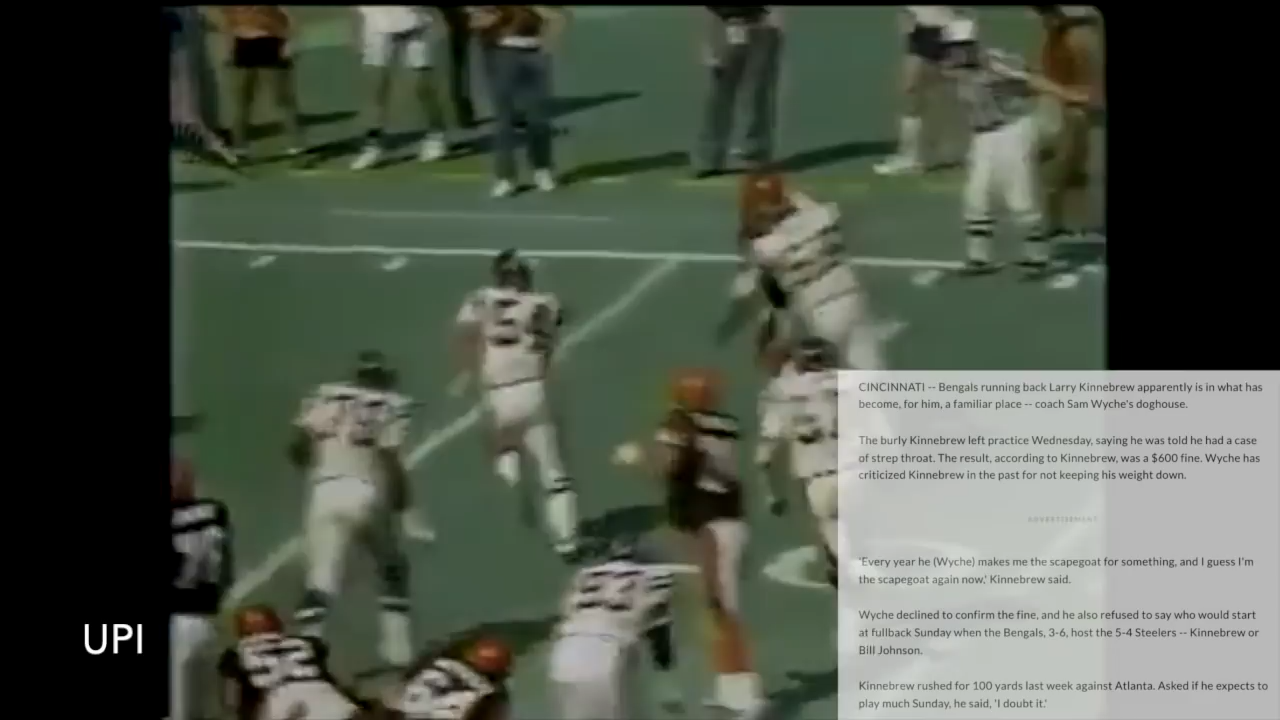 CINCINNATI -- Bengals running back Larry Kinnebrew apparently is in what has
become, for him, a familiar place -- coach Sam Wyche's doghouse.
The burly Kinnebrew left practice Wednesday, saying he was told he had a case
of strep throat. The result, according to Kinnebrew, was a $600 fine. Wyche has
criticized Kinnebrew in the past for not keeping his weight down.
ADVERTISEMENT
'Every year he (Wyche) makes me the scapegoat for something, and I guess I'm
the scapegoat again now,' Kinnebrew said.
Wyche declined to confirm the fine, and he also refused to say who would start
at fullback Sunday when the Bengals, 3-6, host the 5-4 Steelers -- Kinnebrew or
Bill Johnson.
Kinnebrew rushed for 100 yards last week against Atlanta. Asked if he expects to
play much Sunday, he said, 'I doubt it.'
UPI
52